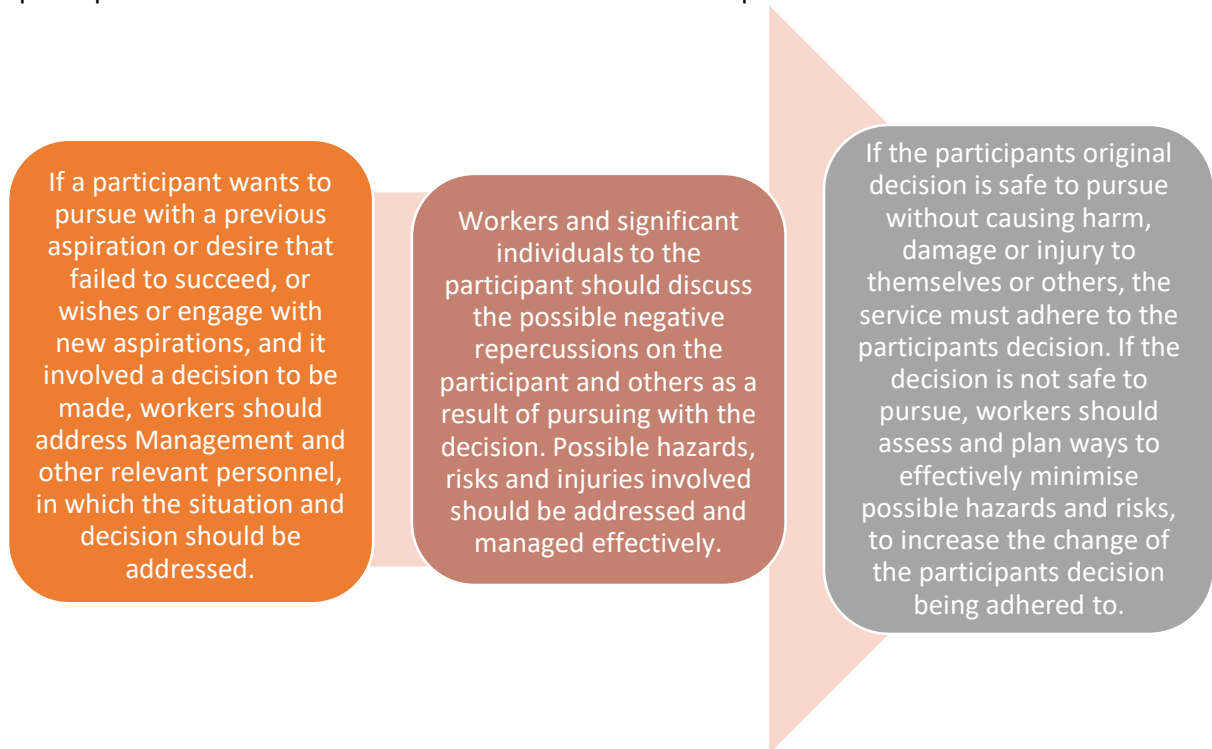 If a participant wants to
pursue with a previous
aspiration or desire that
failed to succeed, or
wishes or engage with
new aspirations, and it
involved a decision to be
made, workers should
address Management and
other relevant personnel,
in which the situation and
decision should be
addressed.
Workers and significant
individuals to the
participant should discuss
the possible negative
repercussions on the
participant and others as a
result of pursuing with the
decision. Possible hazards,
risks and injuries involved
should be addressed and
managed effectively.
If the participants original
decision is safe to pursue
without causing harm,
damage or injury to
themselves or others, the
service must adhere to the
participants decision. If the
decision is not safe to
pursue, workers should
assess and plan ways to
effectively minimise
possible hazards and risks,
to increase the change of
the participants decision
being adhered to.